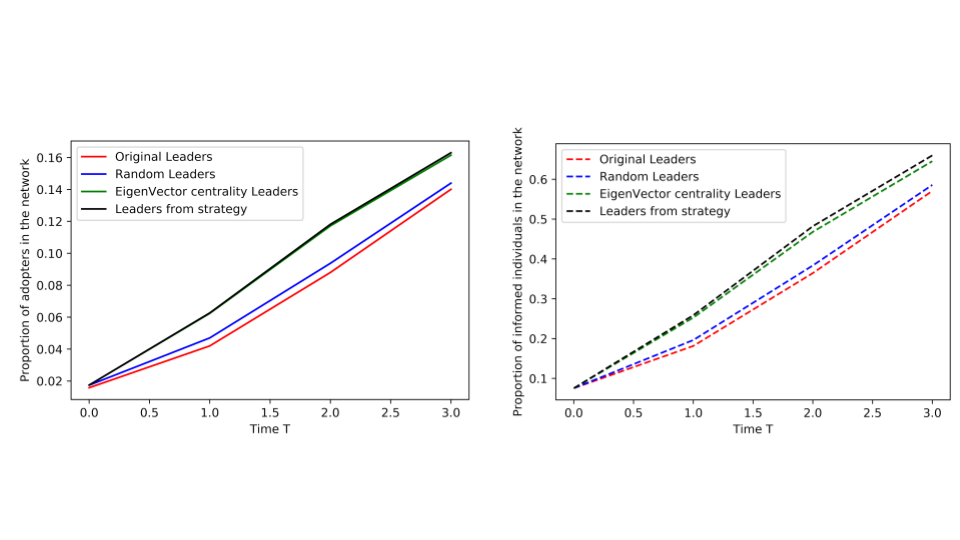 Proportion of adopters in the network
0.16
0.14
0.12
0.10
0.08
0.06
0.04
0.02
Original Leaders
Random Leaders
EigenVector centrality Leaders
Leaders from strategy
0.0 0.5 1.0 1.5 2.0 2.5 3.0
Time T
Proportion of informed individuals in the network
0.6
0.5
0.4
0.3
0.2
0.1
Original Leaders
Random Leaders
EigenVector centrality Leaders
Leaders from strategy
0.0 0.5 1.0 1.5 2.0 2.5 3.0
Time T